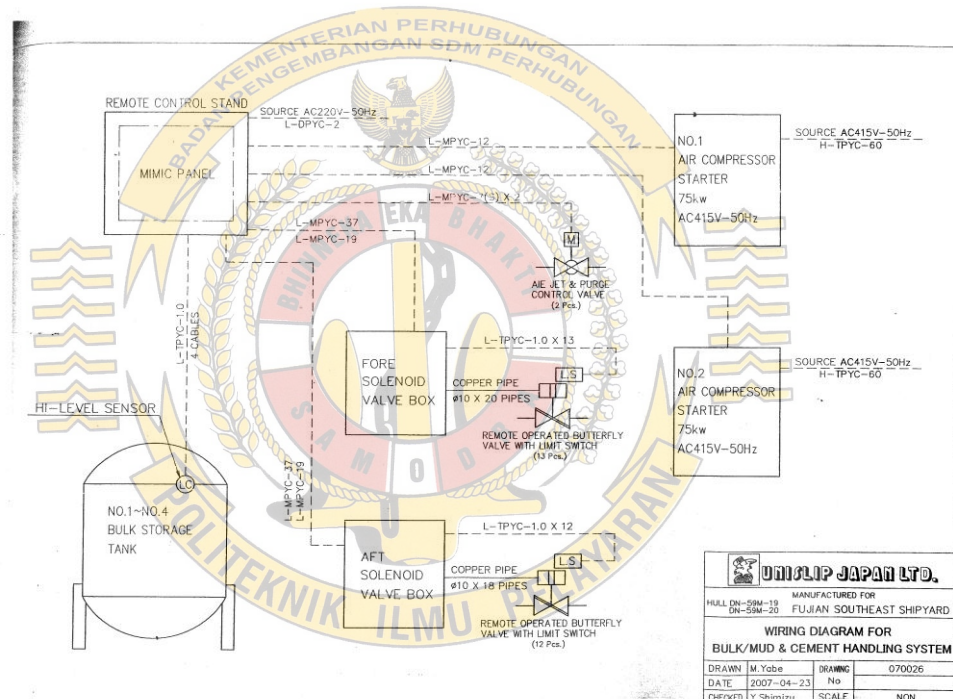 KEMENTERIAN PERHUBUNGAN
BADAN PENGEMBANGAN SDM PERHUBUNGAN
BHINNEKA BHAKTI
SAMODRA
POLITEKNIK ILMU PELAYARAN
REMOTE CONTROL STAND
MIMIC PANEL
SOURCE AC220V-50Hz
L-DPYC-2
L-MPYC-12
L-MPYC-12
L-MPYC-7(S) X 2
L-MPYC-37
L-MPYC-19
NO.1
AIR COMPRESSOR
STARTER
75kw
AC415V-50Hz
SOURCE AC415V-50Hz
H-TPYC-60
M
AIE JET & PURGE
CONTROL VALVE
(2 Pcs.)
L-TPYC-1.0
4 CABLES
FORE
SOLENOID
VALVE BOX
L-TPYC-1.0 X 13
L.S
COPPER PIPE
ø10 X 20 PIPES
REMOTE OPERATED BUTTERFLY
VALVE WITH LIMIT SWITCH
(13 Pcs.)
NO.2
AIR COMPRESSOR
STARTER
75kw
AC415V-50Hz
SOURCE AC415V-50Hz
H-TPYC-60
HI-LEVEL SENSOR
LC
NO.1~NO.4
BULK STORAGE
TANK
L-MPYC-37
L-MPYC-19
AFT
SOLENOID
VALVE BOX
L-TPYC-1.0 X 12
L.S
COPPER PIPE
ø10 X 18 PIPES
REMOTE OPERATED BUTTERFLY
VALVE WITH LIMIT SWITCH
(12 Pcs.)
UNISLIP JAPAN LTD.
HULL DN-59M-19
DN-59M-20
MANUFACTURED FOR
FUJIAN SOUTHEAST SHIPYARD
WIRING DIAGRAM FOR
BULK/MUD & CEMENT HANDLING SYSTEM
DRAWN M.Yabe DRAWING No 070026
DATE 2007-04-23
CHECKED Y.Shimizu SCALE NON